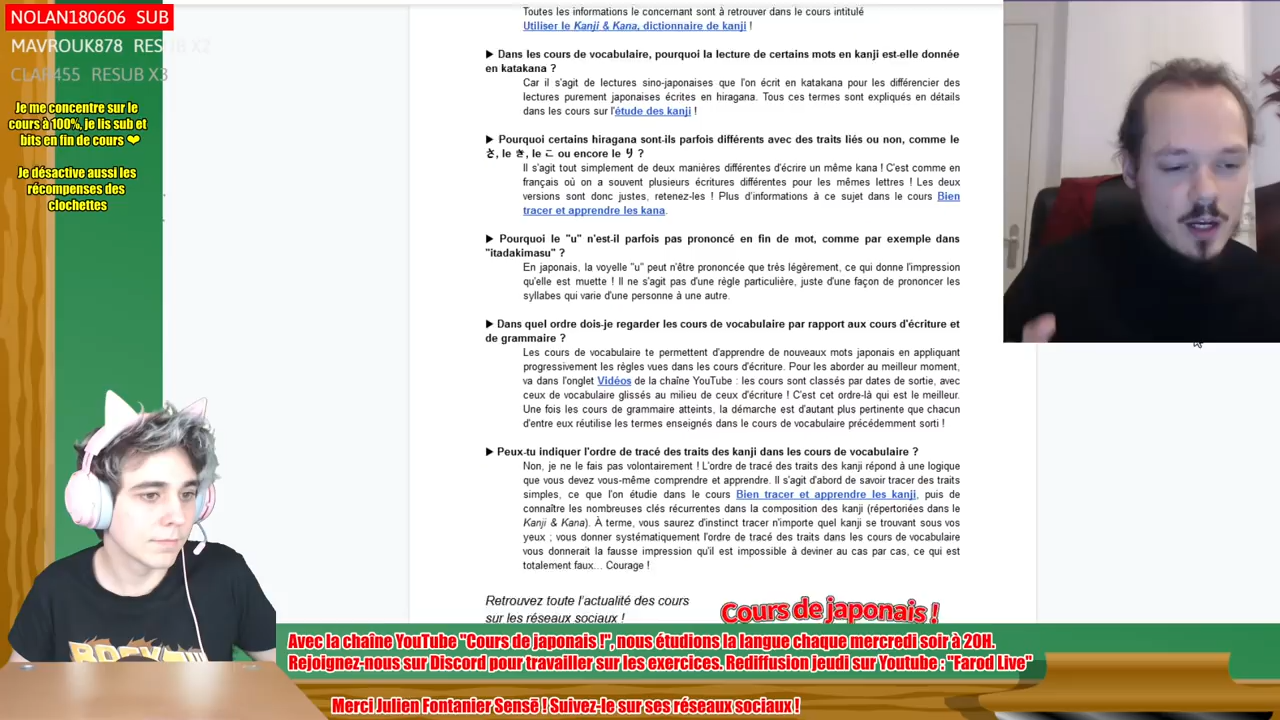 NOLAN180606 SUB
MAVROUK878 RESUB X2
CLAR455 RESUB X3
Je me concentre sur le
cours à 100%, je lis sub et
bits en fin de cours ❤
Je désactive aussi les
récompenses des
clochettes
Toutes les informations le concernant sont à retrouver dans le cours intitulé
Utiliser le Kanji & Kana, dictionnaire de kanji !
▶ Dans les cours de vocabulaire, pourquoi la lecture de certains mots en kanji est-elle donnée
en katakana ?
Car il s'agit de lectures sino-japonaises que l'on écrit en katakana pour les différencier des
lectures purement japonaises écrites en hiragana. Tous ces termes sont expliqués en détails
dans les cours sur l'étude des kanji !
▶ Pourquoi certains hiragana sont-ils parfois différents avec des traits liés ou non, comme le
さ, le き, le こ ou encore le り ?
Il s'agit tout simplement de deux manières différentes d'écrire un même kana ! C'est comme en
français où on a souvent plusieurs écritures différentes pour les mêmes lettres ! Les deux
versions sont donc justes, retenez-les ! Plus d'informations à ce sujet dans le cours Bien
tracer et apprendre les kana.
▶ Pourquoi le "u" n'est-il parfois pas prononcé en fin de mot, comme par exemple dans
"itadakimasu" ?
En japonais, la voyelle "u" peut n'être prononcée que très légèrement, ce qui donne l'impression
qu'elle est muette ! Il ne s'agit pas d'une règle particulière, juste d'une façon de prononcer les
syllabes qui varie d'une personne à une autre.
▶ Dans quel ordre dois-je regarder les cours de vocabulaire par rapport aux cours d'écriture et
de grammaire ?
Les cours de vocabulaire te permettent d'apprendre de nouveaux mots japonais en appliquant
progressivement les règles vues dans les cours d'écriture. Pour les aborder au meilleur moment,
va dans l'onglet Vidéos de la chaîne YouTube : les cours sont classés par dates de sortie, avec
ceux de vocabulaire glissés au milieu de ceux d'écriture ! C'est cet ordre-là qui est le meilleur.
Une fois les cours de grammaire atteints, la démarche est d'autant plus pertinente que chacun
d'entre eux réutilise les termes enseignés dans le cours de vocabulaire précédemment sorti !
▶ Peux-tu indiquer l'ordre de tracé des traits des kanji dans les cours de vocabulaire ?
Non, je ne le fais pas volontairement ! L'ordre de tracé des traits des kanji répond à une logique
que vous devez vous-même comprendre et apprendre. Il s'agit d'abord de savoir tracer des traits
simples, ce que l'on étudie dans le cours Bien tracer et apprendre les kanji, puis de
connaître les nombreuses clés récurrentes dans la composition des kanji (répertoriées dans le
Kanji & Kana). À terme, vous saurez d'instinct tracer n'importe quel kanji se trouvant sous vos
yeux ; vous donner systématiquement l'ordre de tracé des traits dans les cours de vocabulaire
vous donnerait la fausse impression qu'il est impossible à deviner au cas par cas, ce qui est
totalement faux... Courage !
Retrouvez toute l'actualité des cours
sur les réseaux sociaux !
Cours de japonais !
Avec la chaîne YouTube "Cours de japonais !", nous étudions la langue chaque mercredi soir à 20H.
Rejoignez-nous sur Discord pour travailler sur les exercices. Rediffusion jeudi sur Youtube : "Farod Live"
Merci Julien Fontanier Sensē ! Suivez-le sur ses réseaux sociaux !